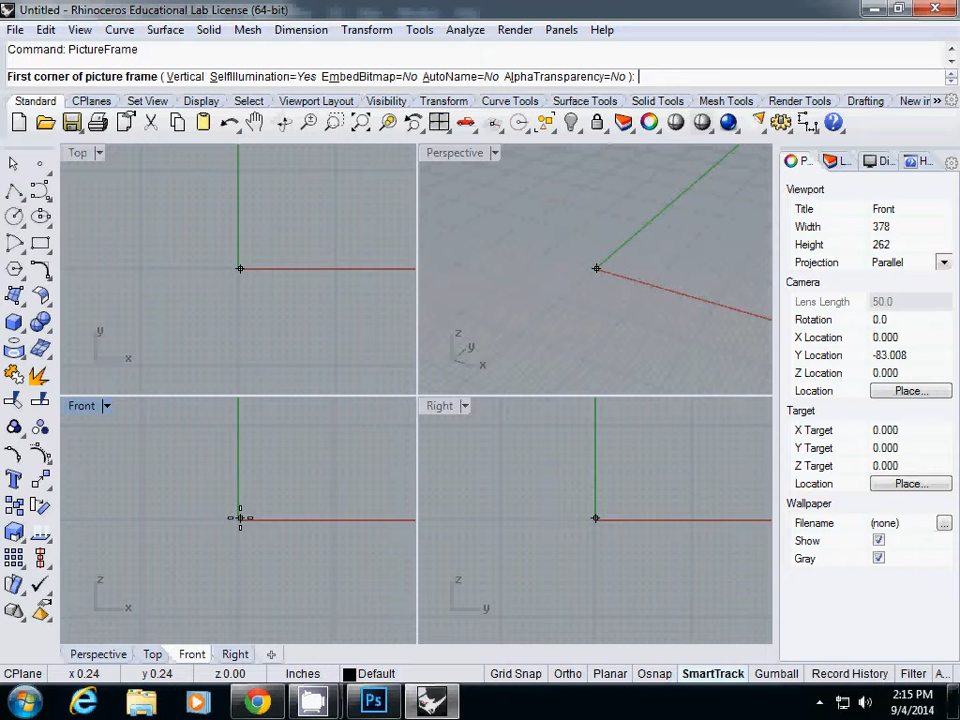 Untitled - Rhinoceros Educational Lab License (64-bit)
File Edit View Curve Surface Solid Mesh Dimension Transform Tools Analyze Render Panels Help
Command: PictureFrame
First corner of picture frame ( Vertical SelfIllumination=Yes EmbedBitmap=No AutoName=No AlphaTransparency=No ):
Standard CPlanes Set View Display Select Viewport Layout Visibility Transform Curve Tools Surface Tools Solid Tools Mesh Tools Render Tools Drafting New in »
Top
Perspective
P... L... Di... H...
Viewport
Title Front
Width 378
Height 262
Projection Parallel
Camera
Lens Length 50.0
Rotation 0.0
X Location 0.000
Y Location -83.008
Z Location 0.000
Location Place...
Target
X Target 0.000
Y Target 0.000
Z Target 0.000
Location Place...
Wallpaper
Filename (none) ...
Show
Gray
y
x
z
y
x
Front
Right
z
x
z
y
Perspective Top Front Right
CPlane x 0.24 y 0.24 z 0.00 Inches Default Grid Snap Ortho Planar Osnap SmartTrack Gumball Record History Filter A...
Ps
2:15 PM
9/4/2014